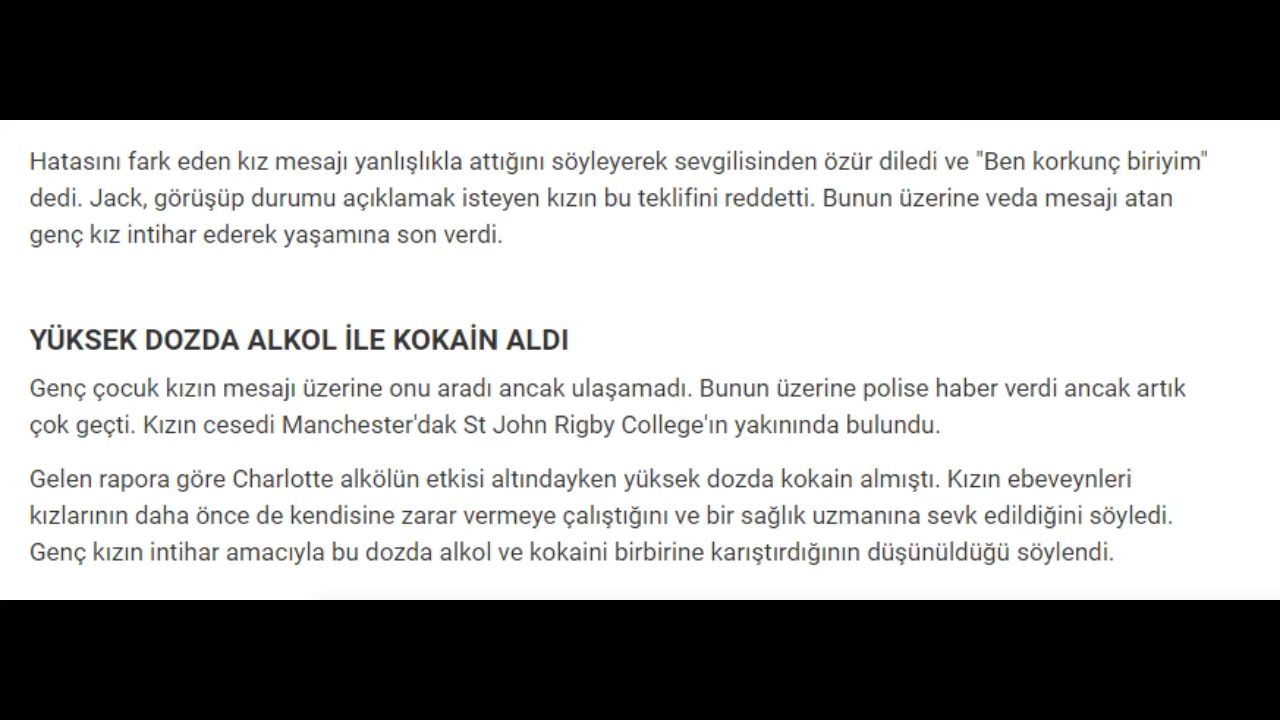 Hatasını fark eden kız mesajı yanlışlıkla attığını söyleyerek sevgilisinden özür diledi ve "Ben korkunç biriyim"
dedi. Jack, görüşüp durumu açıklamak isteyen kızın bu teklifini reddetti. Bunun üzerine veda mesajı atan
genç kız intihar ederek yaşamına son verdi.
YÜKSEK DOZDA ALKOL İLE KOKAİN ALDI
Genç çocuk kızın mesajı üzerine onu aradı ancak ulaşamadı. Bunun üzerine polise haber verdi ancak artık
çok geçti. Kızın cesedi Manchester'dak St John Rigby College'ın yakınında bulundu.
Gelen rapora göre Charlotte alkölün etkisi altındayken yüksek dozda kokain almıştı. Kızın ebeveynleri
kızlarının daha önce de kendisine zarar vermeye çalıştığını ve bir sağlık uzmanına sevk edildiğini söyledi.
Genç kızın intihar amacıyla bu dozda alkol ve kokaini birbirine karıştırdığının düşünüldüğü söylendi.